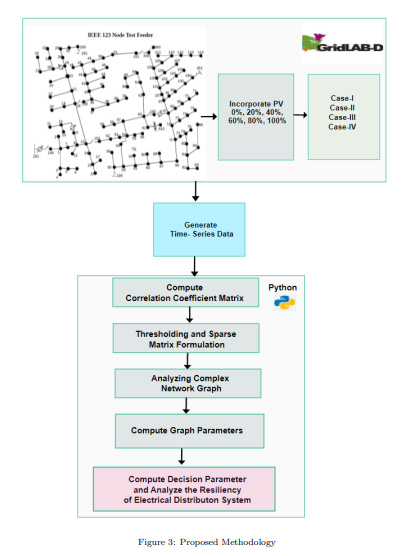 IEEE 123 Node Test Feeder
GridLAB-D
Incorporate PV
0%, 20%, 40%,
60%, 80%, 100%
Case-I
Case-II
Case-III
Case-IV
Generate
Time- Series Data
Compute
Correlation Coefficient Matrix
Python
Thresholding and Sparse
Matrix Formulation
Analyzing Complex
Network Graph
Compute Graph Parameters
Compute Decision Parameter
and Analyze the Resiliency
of Electrical Distributon System
Figure 3: Proposed Methodology